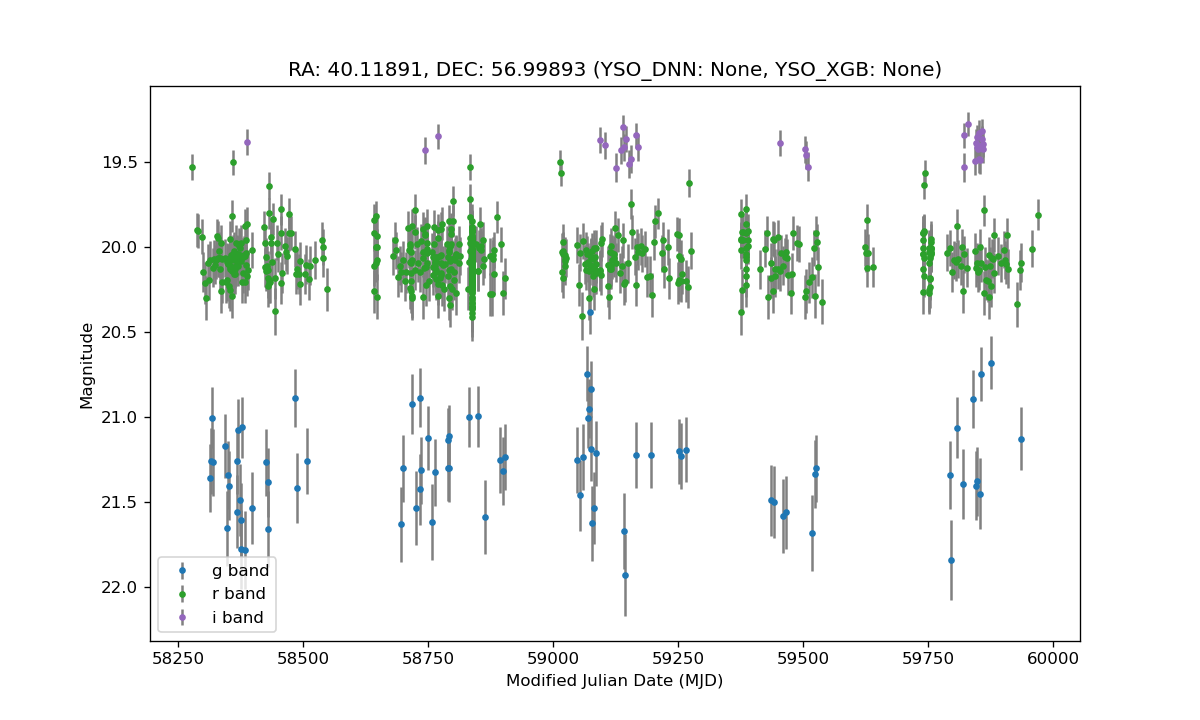 RA: 40.11891, DEC: 56.99893 (YSO_DNN: None, YSO_XGB: None)
19.5
20.0
20.5
21.0
21.5
22.0
Magnitude
g band
r band
i band
58250 58500 58750 59000 59250 59500 59750 60000
Modified Julian Date (MJD)